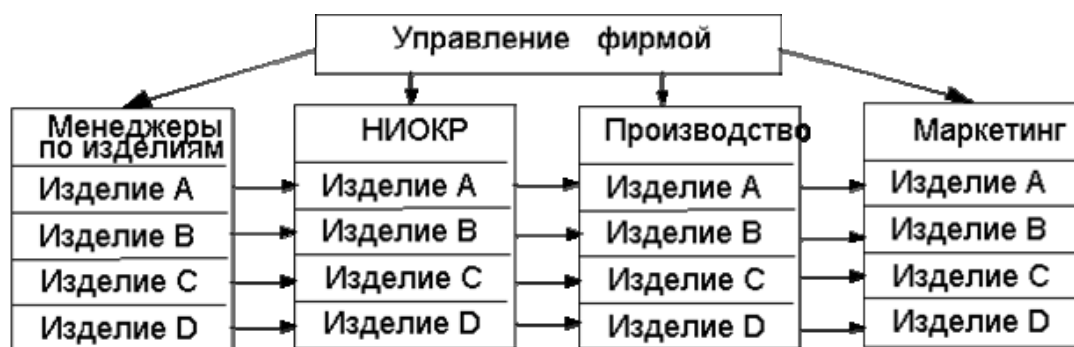 Управление фирмой
Менеджеры
по изделиям
НИОКР
Производство
Маркетинг
Изделие A
Изделие A
Изделие A
Изделие A
Изделие B
Изделие B
Изделие B
Изделие B
Изделие C
Изделие C
Изделие C
Изделие C
Изделие D
Изделие D
Изделие D
Изделие D